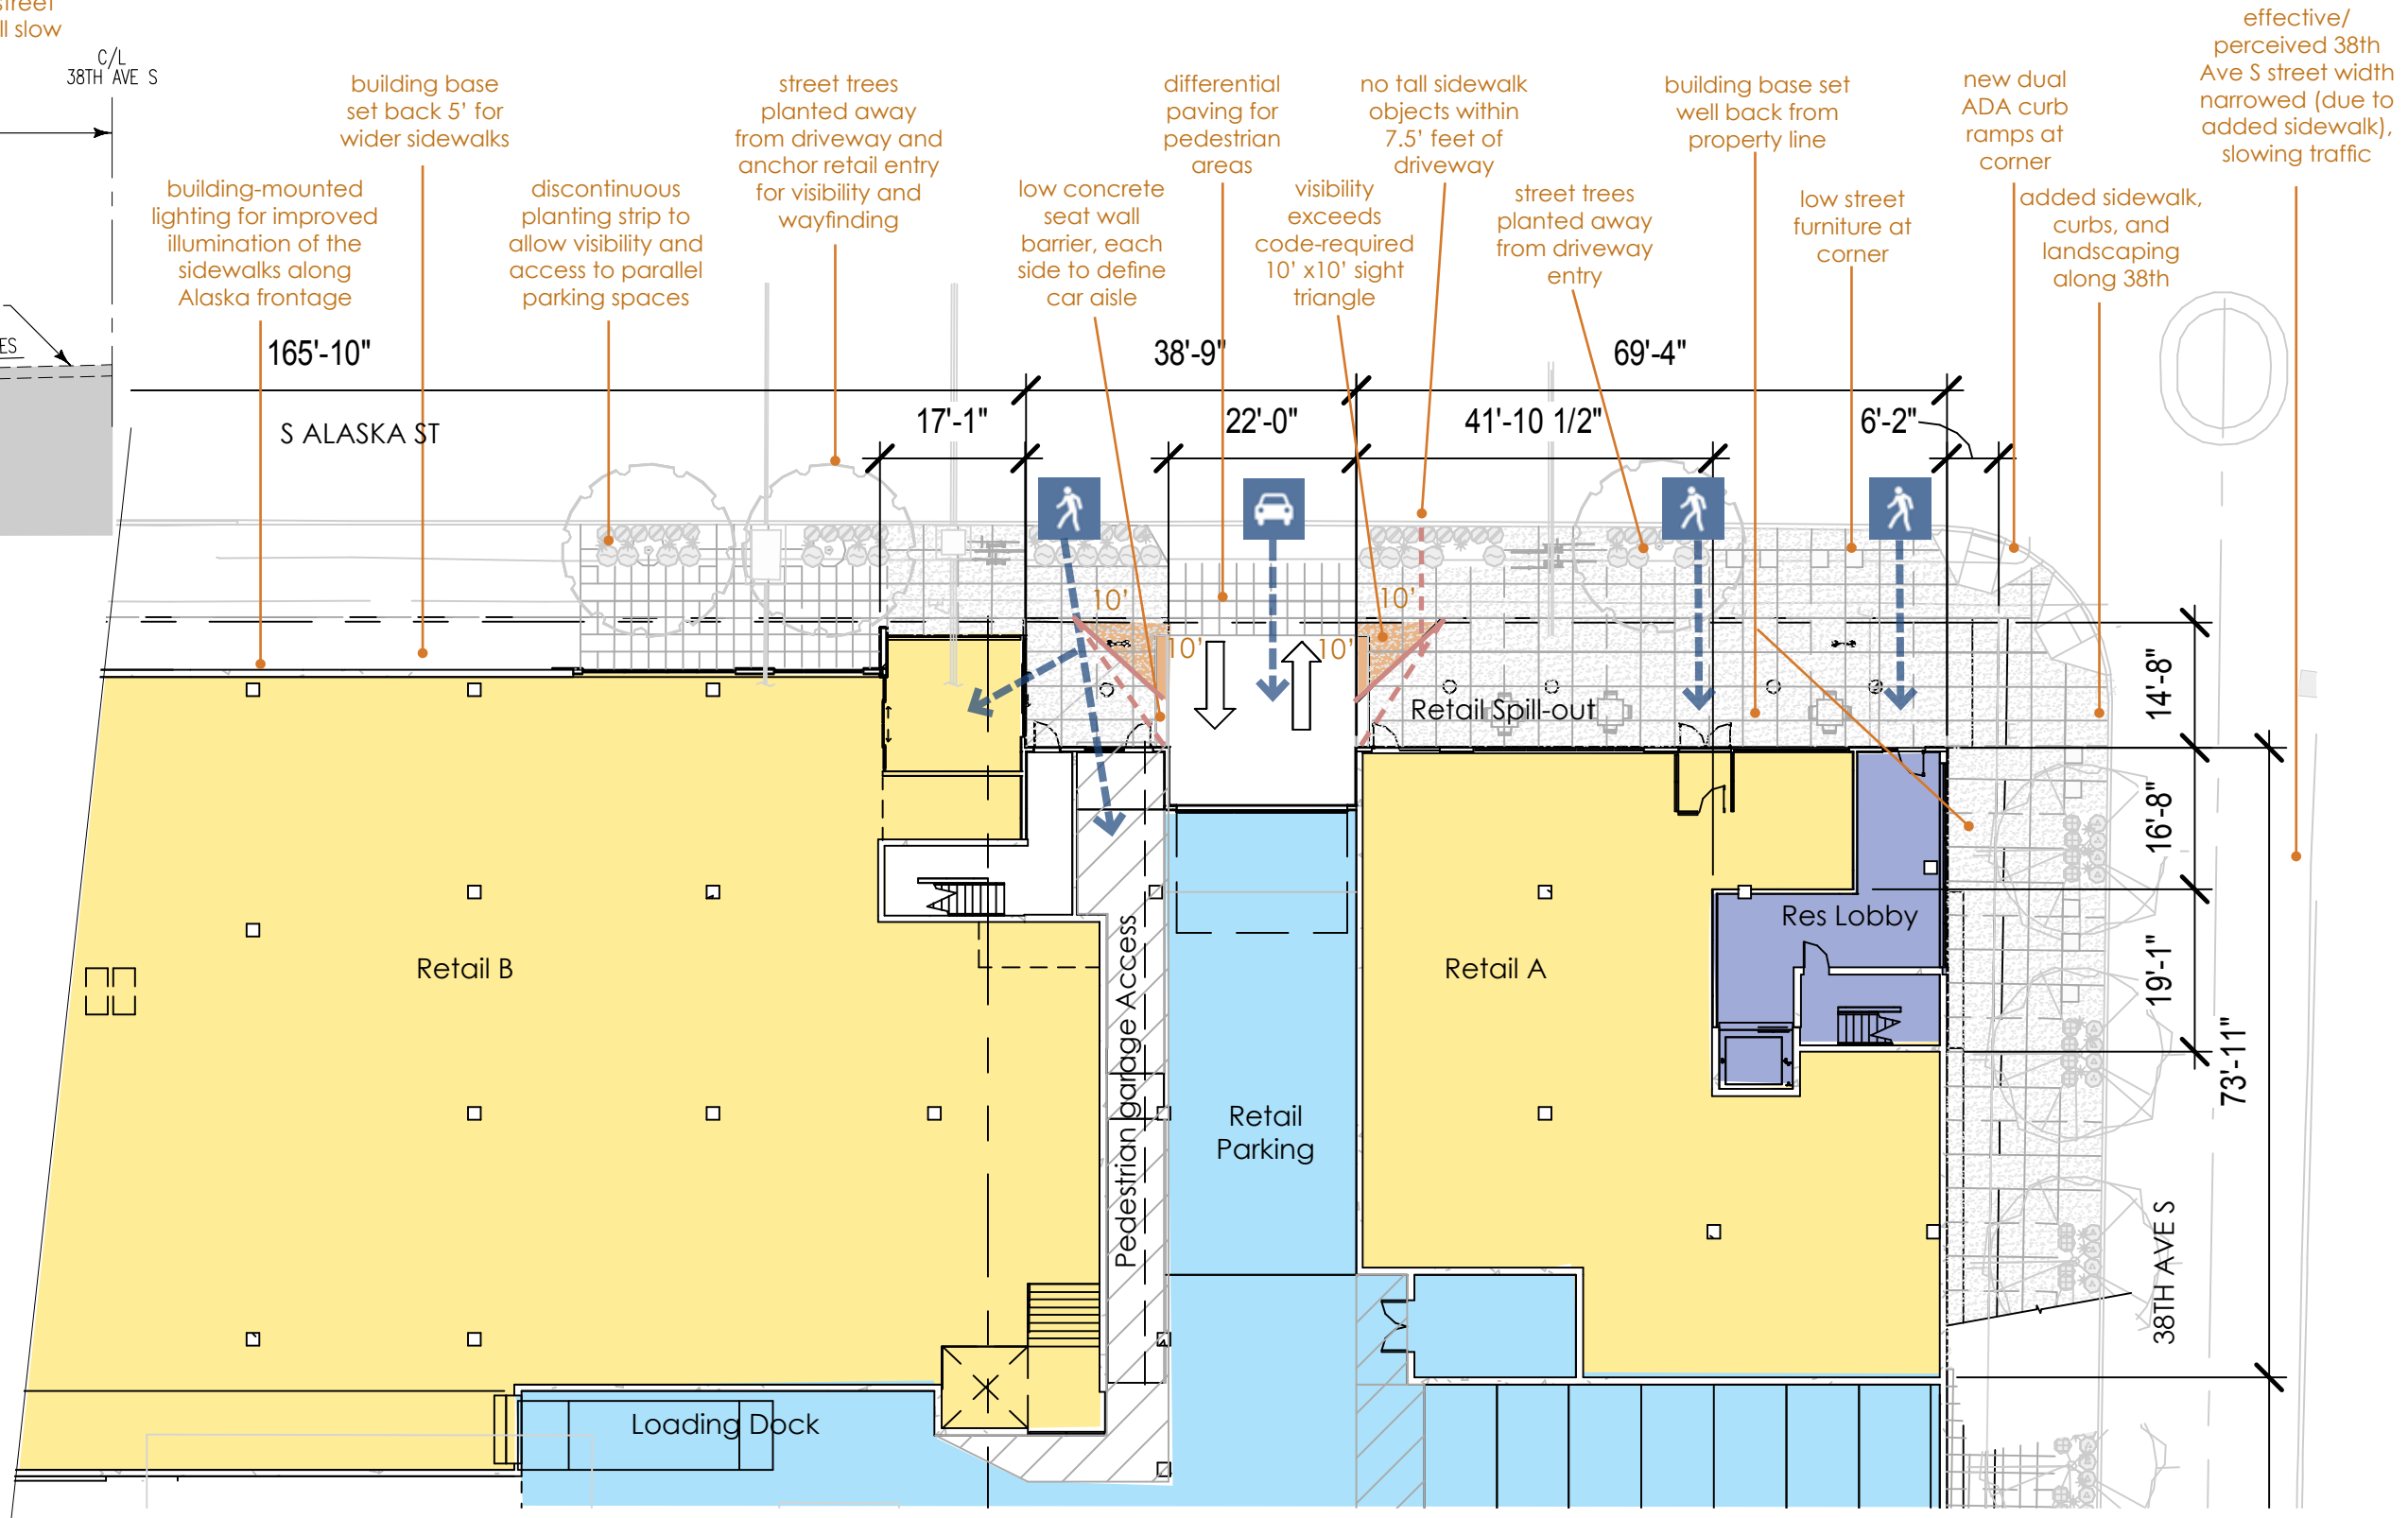 street
ll slow
C/L
38TH AVE S
ES
building-mounted
lighting for improved
illumination of the
sidewalks along
Alaska frontage
building base
set back 5’ for
wider sidewalks
discontinuous
planting strip to
allow visibility and
access to parallel
parking spaces
street trees
planted away
from driveway and
anchor retail entry
for visibility and
wayfinding
low concrete
seat wall
barrier, each
side to define
car aisle
differential
paving for
pedestrian
areas
visibility
exceeds
code-required
10’ x10’ sight
triangle
no tall sidewalk
objects within
7.5’ feet of
driveway
street trees
planted away
from driveway
entry
building base set
well back from
property line
low street
furniture at
corner
new dual
ADA curb
ramps at
corner
added sidewalk,
curbs, and
landscaping
along 38th
effective/
perceived 38th
Ave S street width
narrowed (due to
added sidewalk),
slowing traffic
165'-10"
38'-9"
69'-4"
17'-1"
22'-0"
41'-10 1/2"
6'-2"
S ALASKA ST
10’
10’
10’
10’
Retail Spill-out
14'-8"
16'-8"
19'-1"
73'-11"
Retail B
Pedestrian garage Access
Retail
Parking
Retail A
Res Lobby
38TH AVE S
Loading Dock